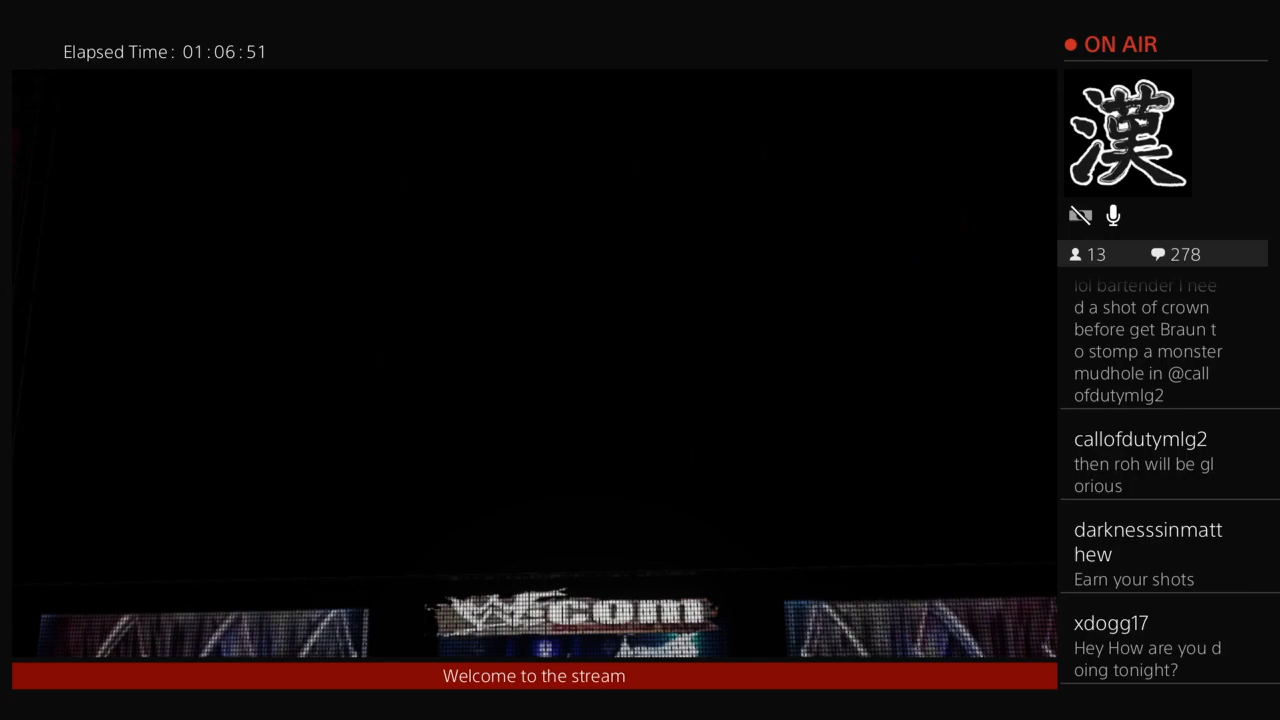 Elapsed Time: 01:06:51
ON AIR
漢
13 278
lol bartender I nee
d a shot of crown
before get Braun t
o stomp a monster
mudhole in @call
ofdutymlg2
callofdutymlg2
then roh will be gl
orious
darknesssinmatt
hew
Earn your shots
xdogg17
Hey How are you d
oing tonight?
W.com
Welcome to the stream